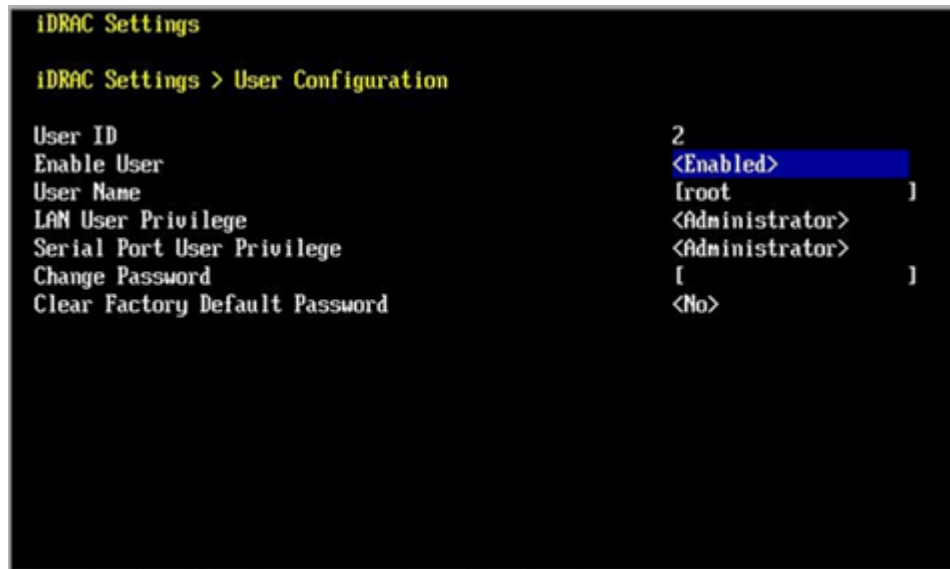 iDRAC Settings
iDRAC Settings > User Configuration
User ID 2
Enable User <Enabled>
User Name [root ]
LAN User Privilege <Administrator>
Serial Port User Privilege <Administrator>
Change Password [ ]
Clear Factory Default Password <No>